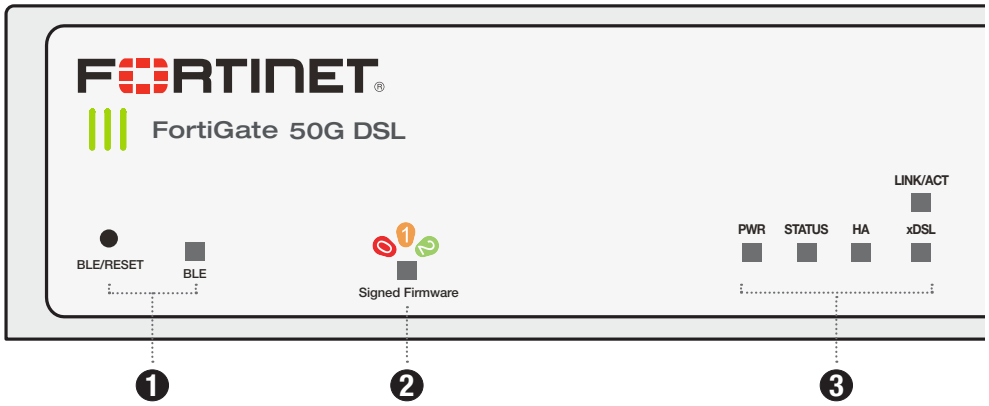 FORTINET®
FortiGate 50G DSL
LINK/ACT
PWR STATUS HA xDSL
0 1 2
BLE/RESET
BLE
Signed Firmware
1 2 3